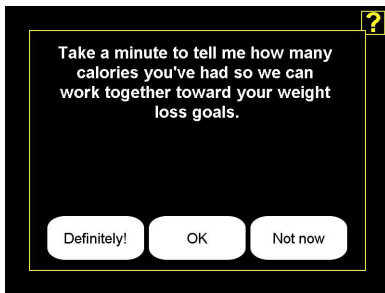 ?
Take a minute to tell me how many
calories you've had so we can
work together toward your weight
loss goals.
Definitely!
OK
Not now